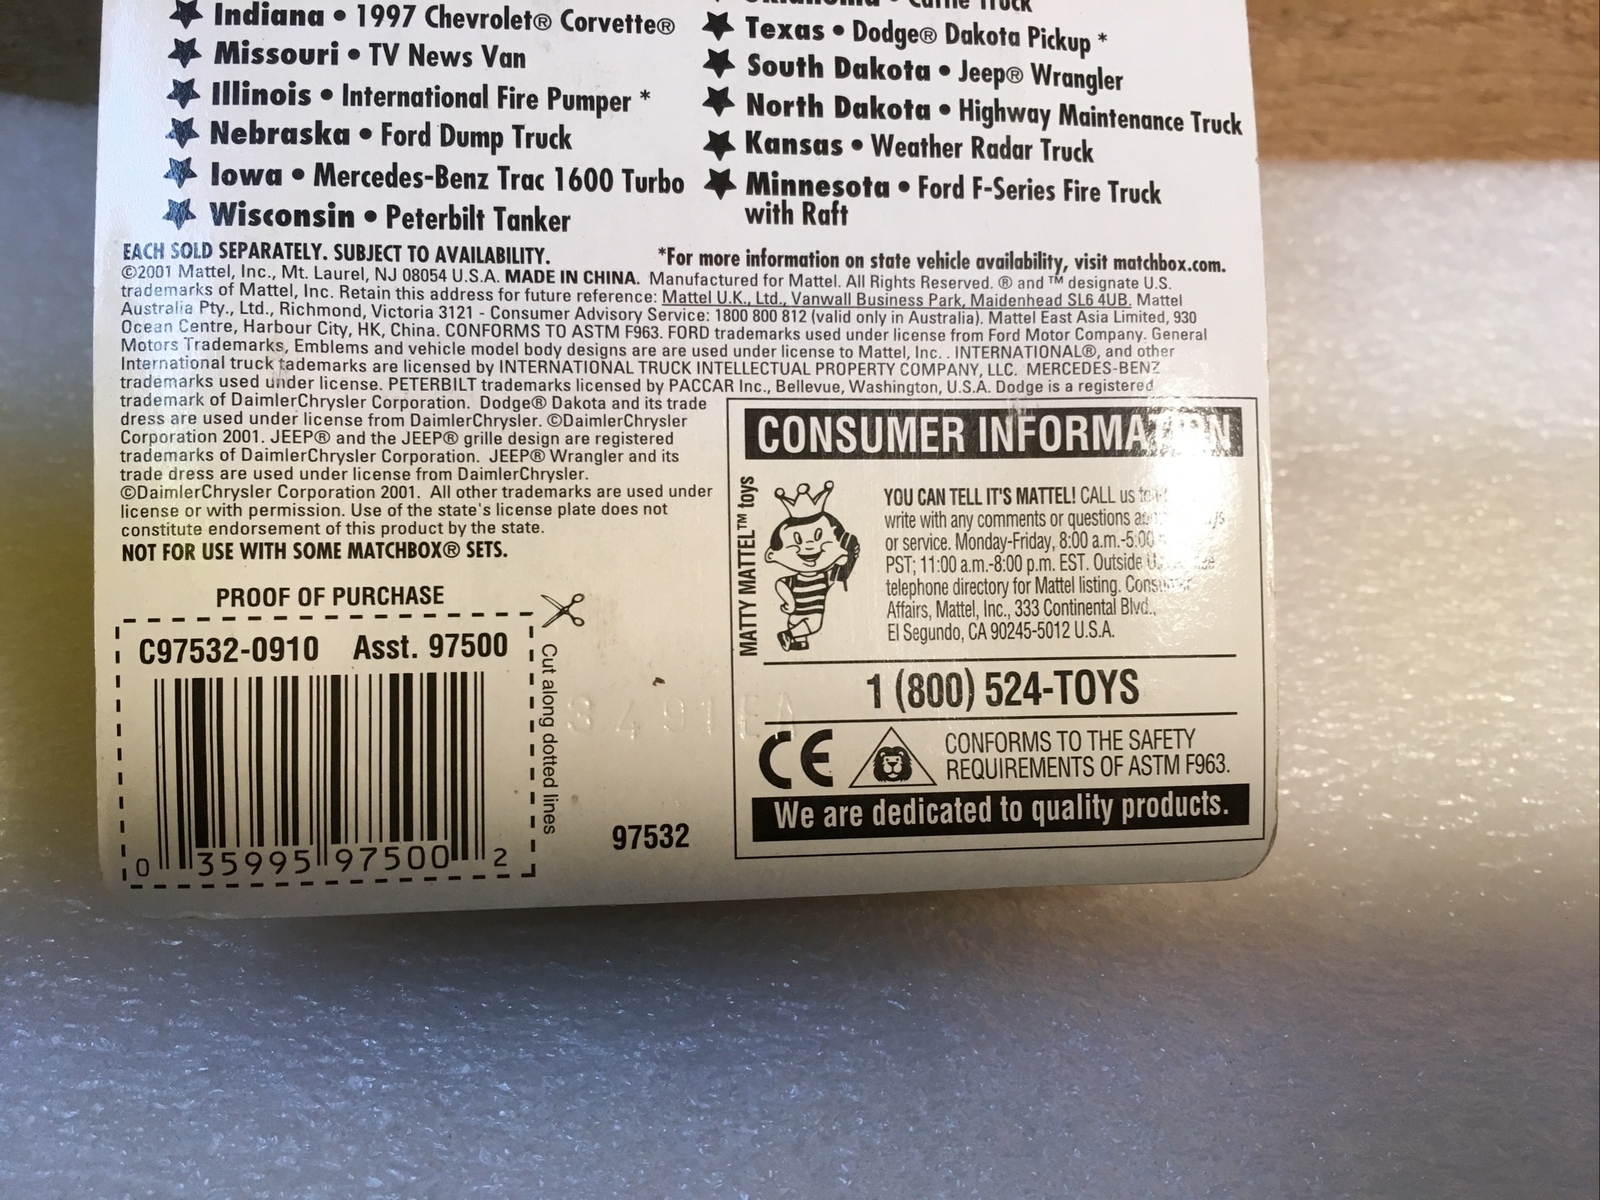 Indiana • 1997 Chevrolet® Corvette®
Missouri • TV News Van
Illinois • International Fire Pumper *
Nebraska • Ford Dump Truck
Iowa • Mercedes-Benz Trac 1600 Turbo
Wisconsin • Peterbilt Tanker
Oklahoma • Cattle Truck
Texas • Dodge® Dakota Pickup *
South Dakota • Jeep® Wrangler
North Dakota • Highway Maintenance Truck
Kansas • Weather Radar Truck
Minnesota • Ford F-Series Fire Truck
with Raft
EACH SOLD SEPARATELY. SUBJECT TO AVAILABILITY.
*For more information on state vehicle availability, visit matchbox.com.
©2001 Mattel, Inc., Mt. Laurel, NJ 08054 U.S.A. MADE IN CHINA. Manufactured for Mattel. All Rights Reserved. ® and ™ designate U.S.
trademarks of Mattel, Inc. Retain this address for future reference: Mattel U.K., Ltd., Vanwall Business Park, Maidenhead SL6 4UB. Mattel
Australia Pty., Ltd., Richmond, Victoria 3121 - Consumer Advisory Service: 1800 800 812 (valid only in Australia). Mattel East Asia Limited, 930
Ocean Centre, Harbour City, HK, China. CONFORMS TO ASTM F963. FORD trademarks used under license from Ford Motor Company. General
Motors Trademarks, Emblems and vehicle model body designs are are used under license to Mattel, Inc. . INTERNATIONAL®, and other
International truck tademarks are licensed by INTERNATIONAL TRUCK INTELLECTUAL PROPERTY COMPANY, LLC. MERCEDES-BENZ
trademarks used under license. PETERBILT trademarks licensed by PACCAR Inc., Bellevue, Washington, U.S.A. Dodge is a registered
trademark of DaimlerChrysler Corporation. Dodge® Dakota and its trade
dress are used under license from DaimlerChrysler. ©DaimlerChrysler
Corporation 2001. JEEP® and the JEEP® grille design are registered
trademarks of DaimlerChrysler Corporation. JEEP® Wrangler and its
trade dress are used under license from DaimlerChrysler.
©DaimlerChrysler Corporation 2001. All other trademarks are used under
license or with permission. Use of the state's license plate does not
constitute endorsement of this product by the state.
NOT FOR USE WITH SOME MATCHBOX® SETS.
PROOF OF PURCHASE
C97532-0910 Asst. 97500
0 35995 97500 2
Cut along dotted lines
3491EA
97532
CONSUMER INFORMATION
MATTY MATTEL™ toys
YOU CAN TELL IT'S MATTEL! CALL us
write with any comments or questions
or service. Monday-Friday, 8:00 a.m.-5:00
PST; 11:00 a.m.-8:00 p.m. EST. Outside
telephone directory for Mattel listing. Consumer
Affairs, Mattel, Inc., 333 Continental Blvd.,
El Segundo, CA 90245-5012 U.S.A.
1 (800) 524-TOYS
CE
CONFORMS TO THE SAFETY
REQUIREMENTS OF ASTM F963.
We are dedicated to quality products.